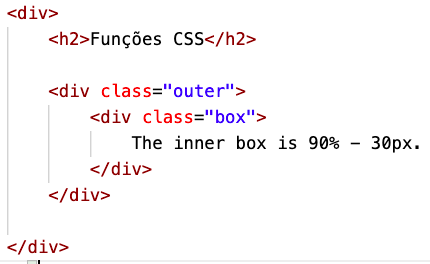 <div>
<h2>Funções CSS</h2>
<div class="outer">
<div class="box">
The inner box is 90% - 30px.
</div>
</div>
</div>